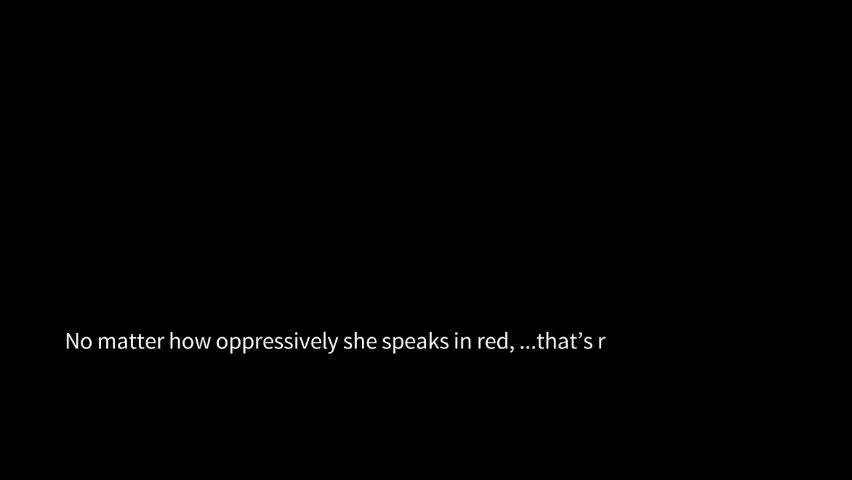 No matter how oppressively she speaks in red, ...that’s r